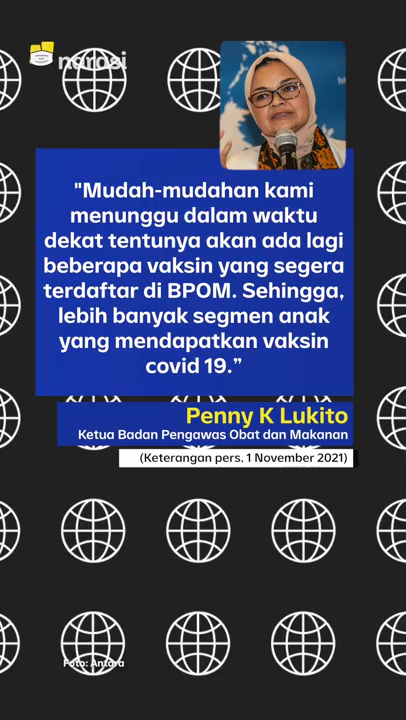 narasi
"Mudah-mudahan kami
menunggu dalam waktu
dekat tentunya akan ada lagi
beberapa vaksin yang segera
terdaftar di BPOM. Sehingga,
lebih banyak segmen anak
yang mendapatkan vaksin
covid 19.”
Penny K Lukito
Ketua Badan Pengawas Obat dan Makanan
(Keterangan pers, 1 November 2021)
Foto: Antara